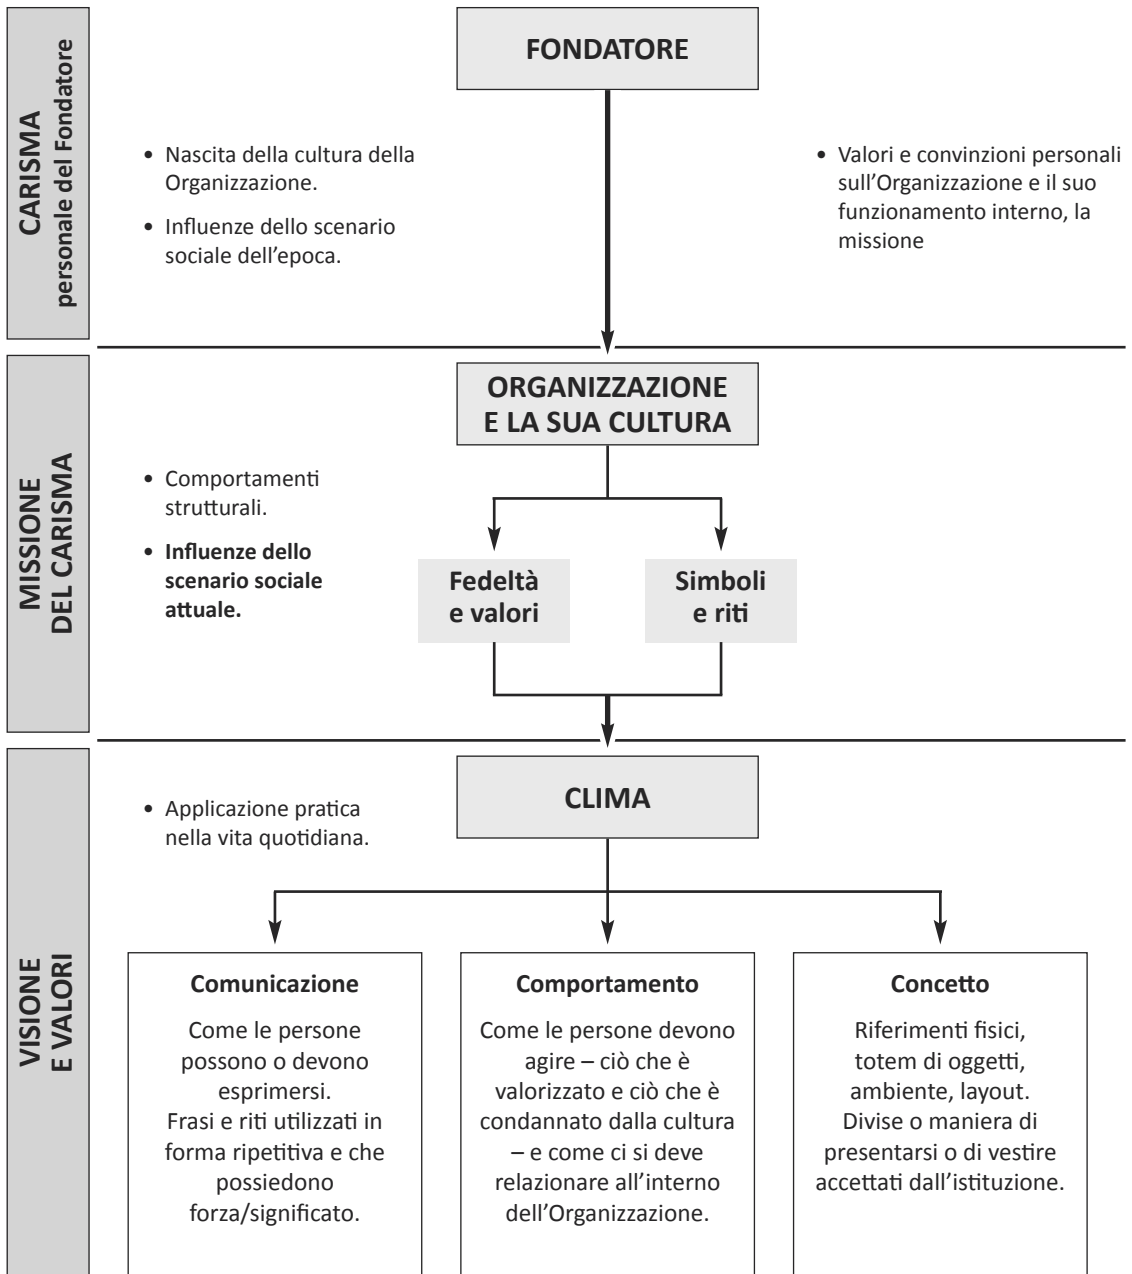 CARISMA
personale del Fondatore
FONDATORE
• Nascita della cultura della
Organizzazione.
• Influenze dello scenario
sociale dell’epoca.
• Valori e convinzioni personali
sull’Organizzazione e il suo
funzionamento interno, la
missione
MISSIONE
DEL CARISMA
ORGANIZZAZIONE
E LA SUA CULTURA
• Comportamenti
strutturali.
• Influenze dello
scenario sociale
attuale.
Fedeltà
e valori
Simboli
e riti
VISIONE
E VALORI
CLIMA
• Applicazione pratica
nella vita quotidiana.
Comunicazione
Come le persone
possono o devono
esprimersi.
Frasi e riti utilizzati in
forma ripetitiva e che
possiedono
forza/significato.
Comportamento
Come le persone devono
agire – ciò che è
valorizzato e ciò che è
condannato dalla cultura
– e come ci si deve
relazionare all’interno
dell’Organizzazione.
Concetto
Riferimenti fisici,
totem di oggetti,
ambiente, layout.
Divise o maniera di
presentarsi o di vestire
accettati dall’istituzione.